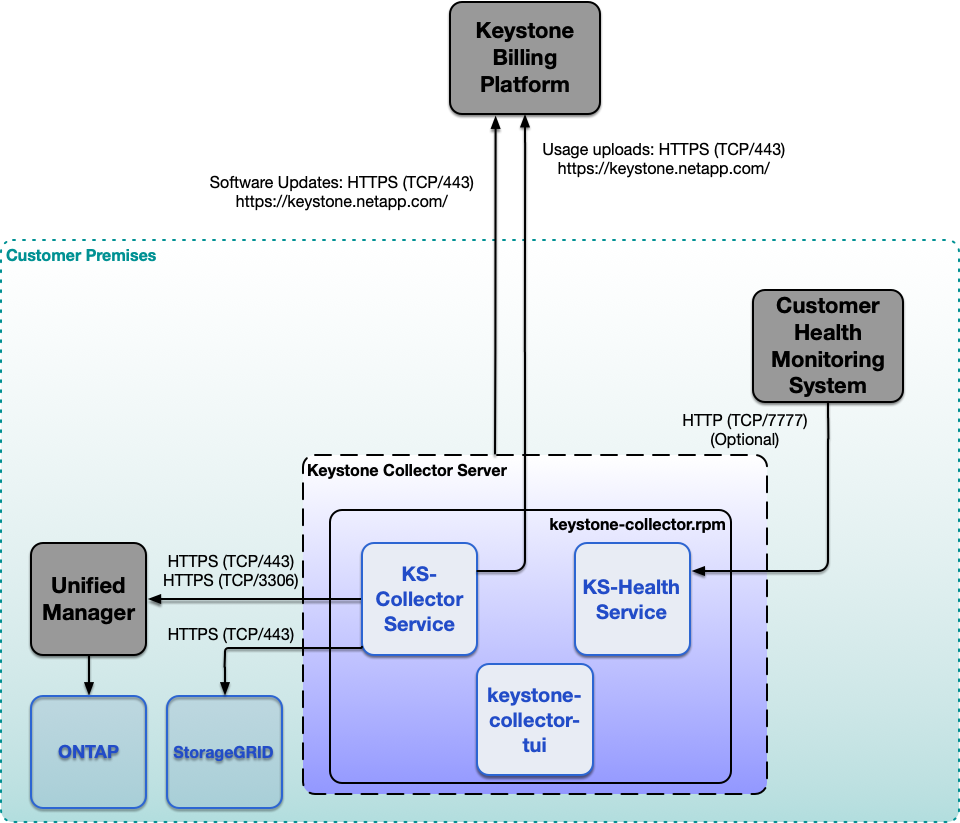 Keystone
Billing
Platform
Usage uploads: HTTPS (TCP/443)
https://keystone.netapp.com/
Software Updates: HTTPS (TCP/443)
https://keystone.netapp.com/
Customer Premises
Customer
Health
Monitoring
System
HTTP (TCP/7777)
(Optional)
Keystone Collector Server
keystone-collector.rpm
HTTPS (TCP/443)
HTTPS (TCP/3306)
Unified
Manager
KS-
Collector
Service
KS-Health
Service
HTTPS (TCP/443)
keystone-
collector-
tui
ONTAP
StorageGRID